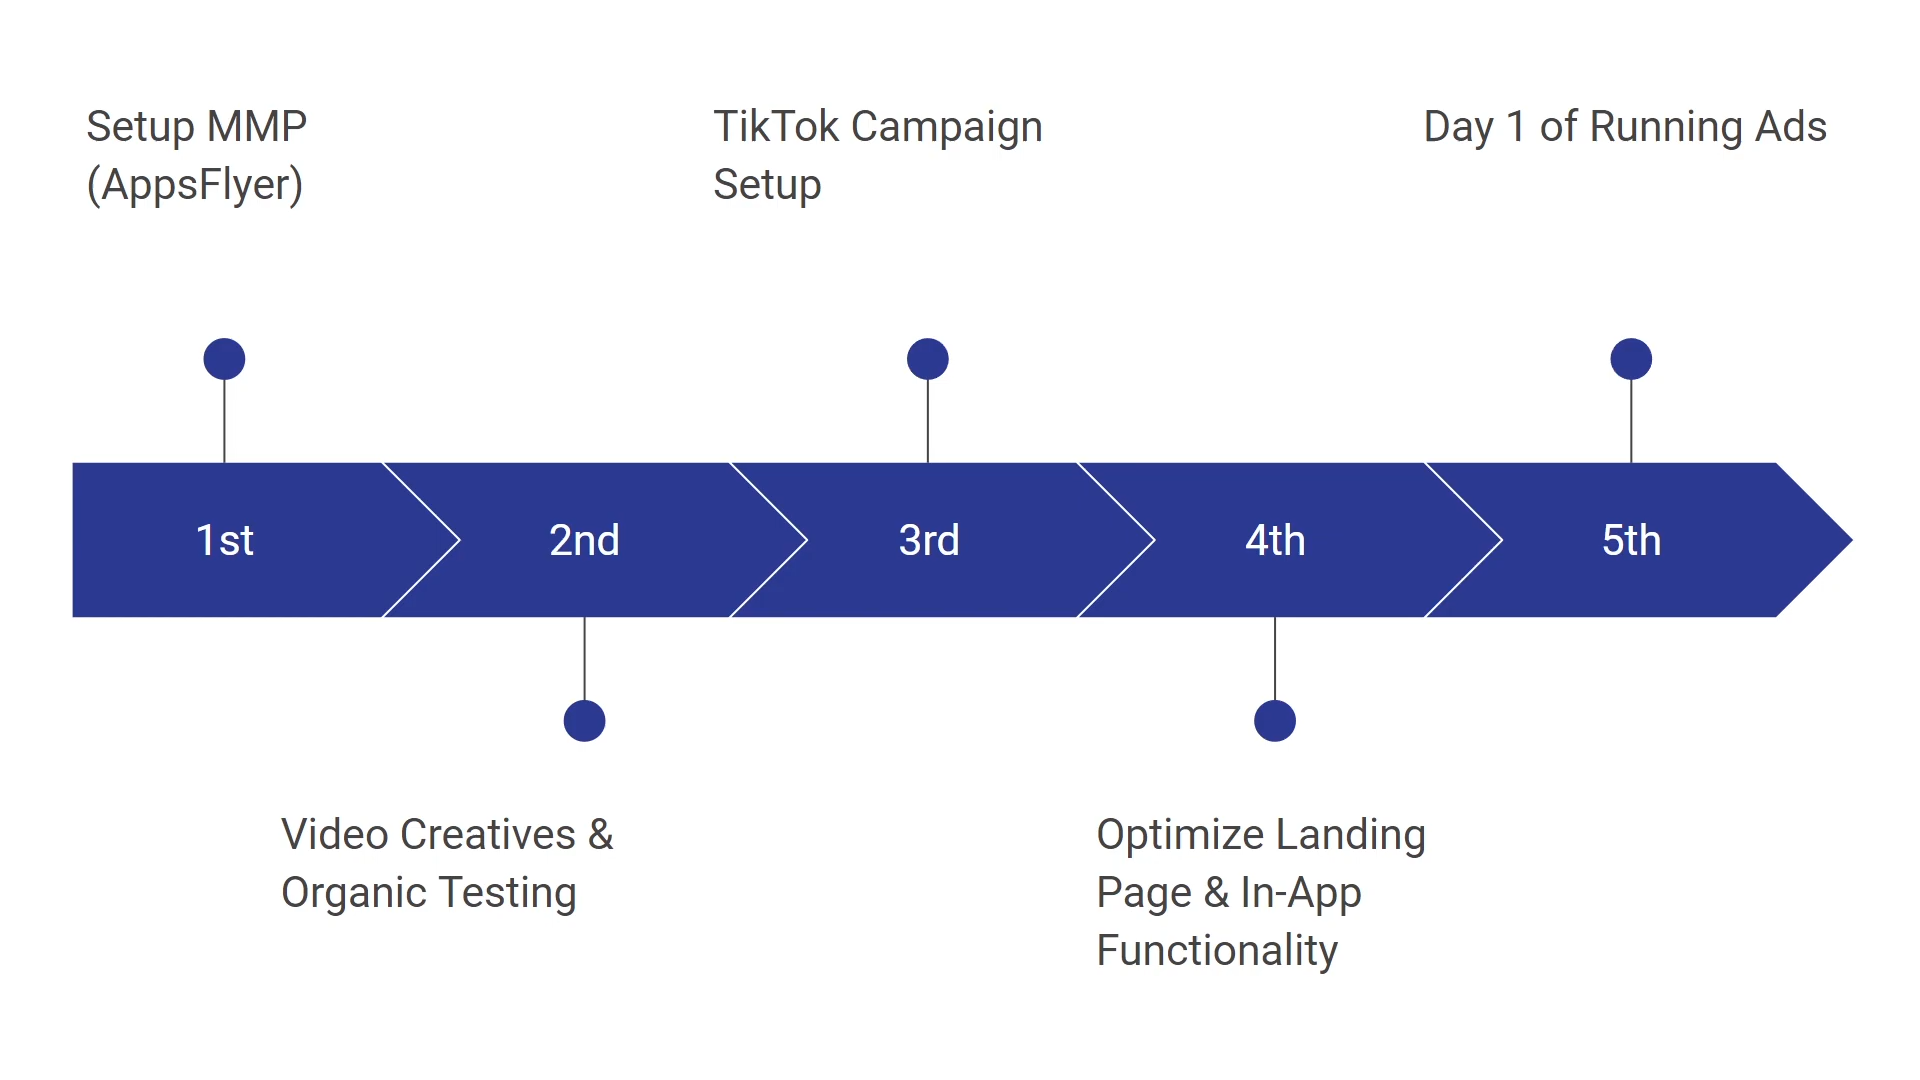 Setup MMP
(AppsFlyer)
TikTok Campaign
Setup
Day 1 of Running Ads
1st
2nd
3rd
4th
5th
Video Creatives &
Organic Testing
Optimize Landing
Page & In-App
Functionality